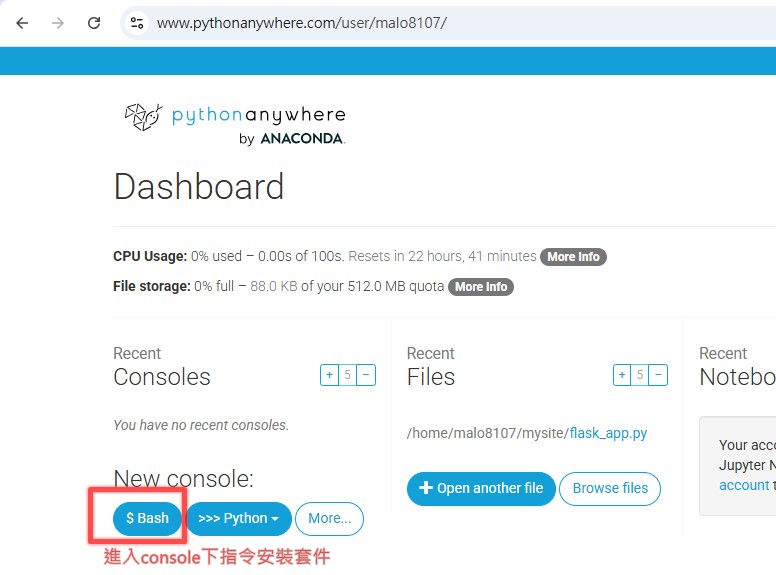 www.pythonanywhere.com/user/malo8107/
pythonanywhere
by ANACONDA.
Dashboard
CPU Usage: 0% used – 0.00s of 100s. Resets in 22 hours, 41 minutes More Info
File storage: 0% full – 88.0 KB of your 512.0 MB quota More Info
Recent
Consoles
+ 5 −
You have no recent consoles.
New console:
$ Bash >>> Python More...
進入console下指令安裝套件
Recent
Files
+ 5 −
/home/malo8107/mysite/flask_app.py
+ Open another file Browse files
Recent
Notebo
Your acco
Jupyter N
account t